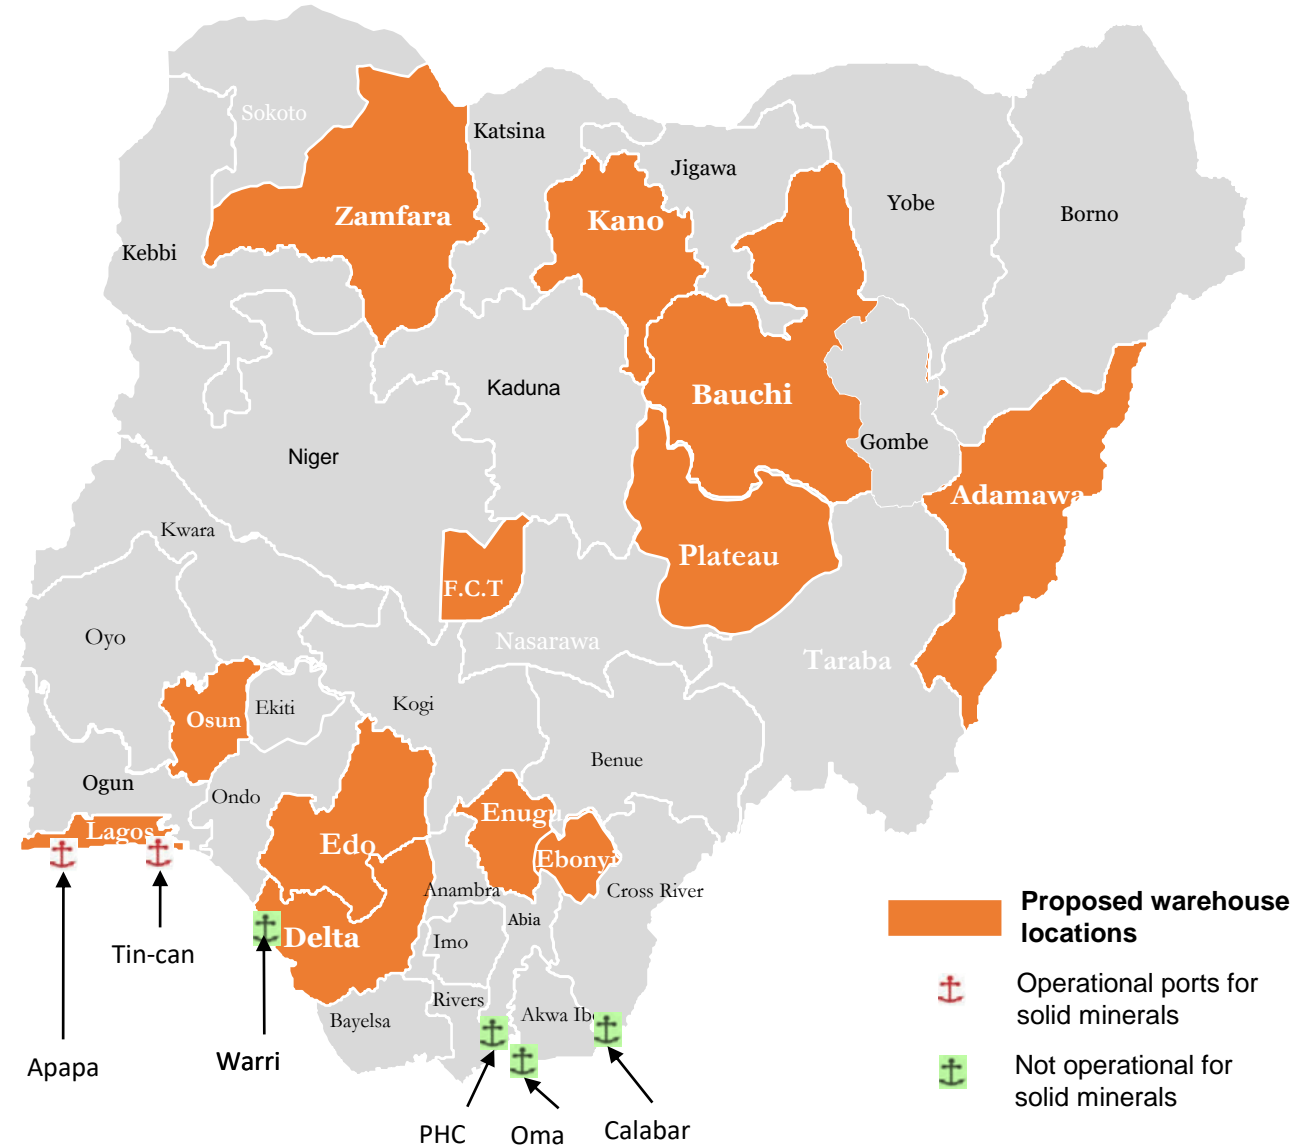 Sokoto
Katsina
Jigawa
Zamfara
Kano
Yobe
Borno
Kebbi
Kaduna
Bauchi
Niger
Gombe
Adamawa
Kwara
Plateau
F.C.T
Oyo
Nasarawa
Taraba
Osun
Ekiti
Kogi
Benue
Ogun
Ondo
Lagos
Edo
Enugu
Ebonyi
Anambra
Cross River
Abia
Delta
Imo
Rivers
Bayelsa
Akwa Ibo
Tin-can
Apapa
Warri
PHC
Oma
Calabar
Proposed warehouse
locations
Operational ports for
solid minerals
Not operational for
solid minerals